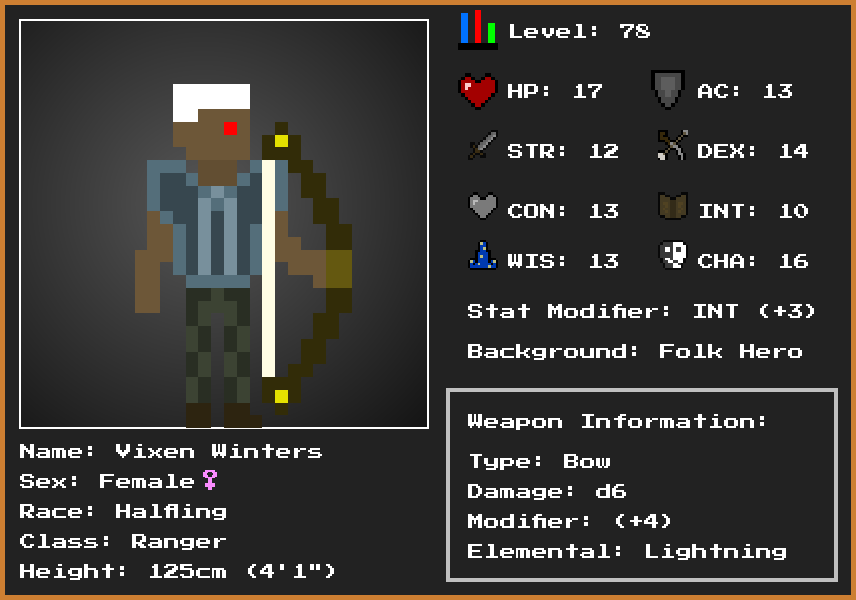 Level: 78
HP: 17
AC: 13
STR: 12
DEX: 14
CON: 13
INT: 10
WIS: 13
CHA: 16
Stat Modifier: INT (+3)
Background: Folk Hero
Weapon Information:
Type: Bow
Damage: d6
Modifier: (+4)
Elemental: Lightning
Name: Vixen Winters
Sex: Female♀
Race: Halfling
Class: Ranger
Height: 125cm (4'1")